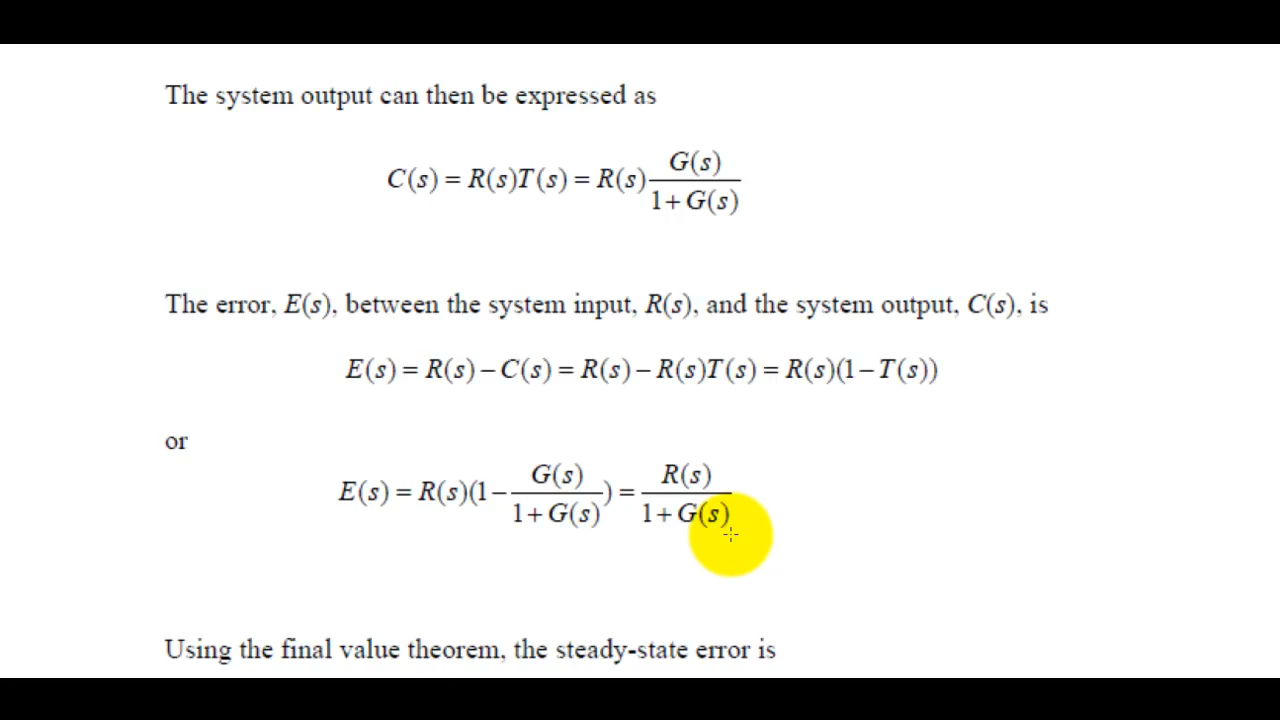 The system output can then be expressed as
C(s) = R(s)T(s) = R(s) G(s) / 1 + G(s)
The error, E(s), between the system input, R(s), and the system output, C(s), is
E(s) = R(s) − C(s) = R(s) − R(s)T(s) = R(s)(1 − T(s))
or
E(s) = R(s)(1 − G(s) / 1 + G(s) ) = R(s) / 1 + G(s)
Using the final value theorem, the steady-state error is